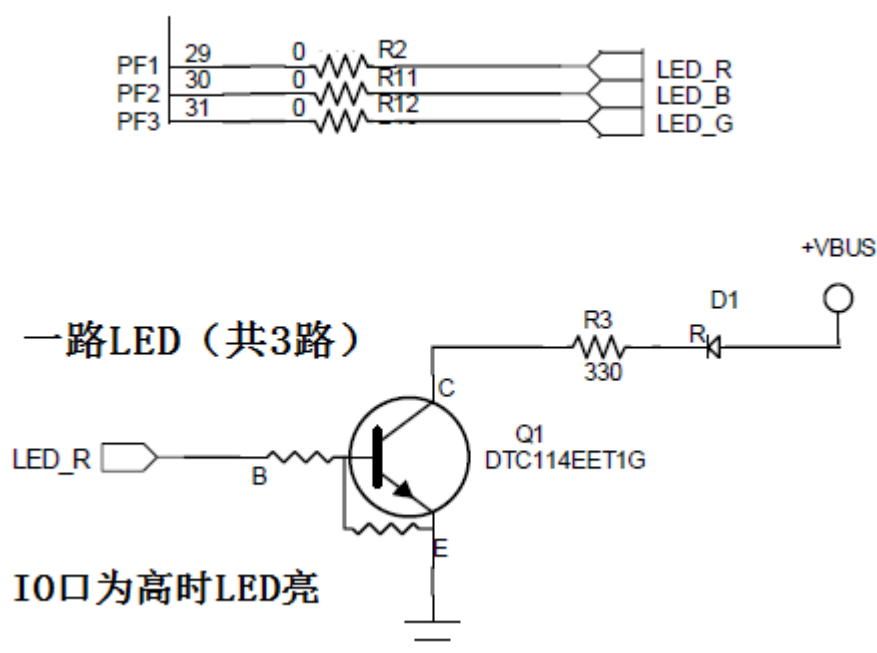 PF1 29 0 R2 LED_R
PF2 30 0 R11 LED_B
PF3 31 0 R12 LED_G
+VBUS
D1
一路LED（共3路）
R3
R
330
C
Q1
LED_R
DTC114EET1G
B
E
IO口为高时LED亮